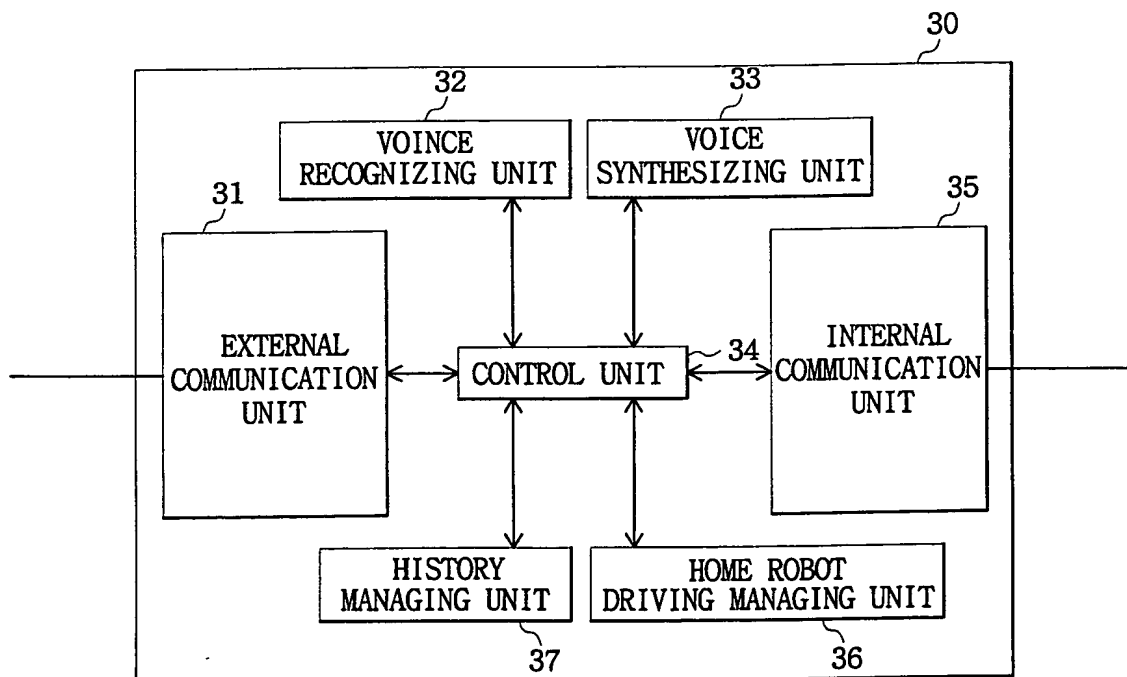 30
32
33
VOINCE
RECOGNIZING UNIT
VOICE
SYNTHESIZING UNIT
31
35
EXTERNAL
COMMUNICATION
UNIT
CONTROL UNIT
34
INTERNAL
COMMUNICATION
UNIT
HISTORY
MANAGING UNIT
HOME ROBOT
DRIVING MANAGING UNIT
37
36